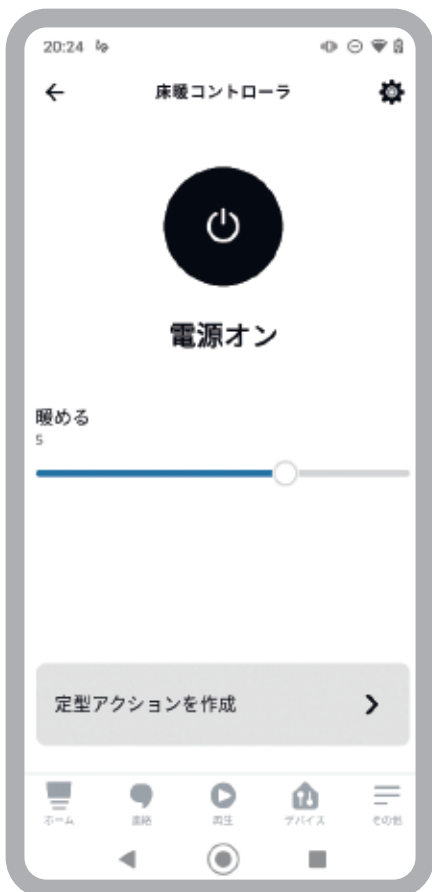 20:24
床暖コントローラ
電源オン
暖める
5
定型アクションを作成
ホーム 連絡 再生 デバイス その他